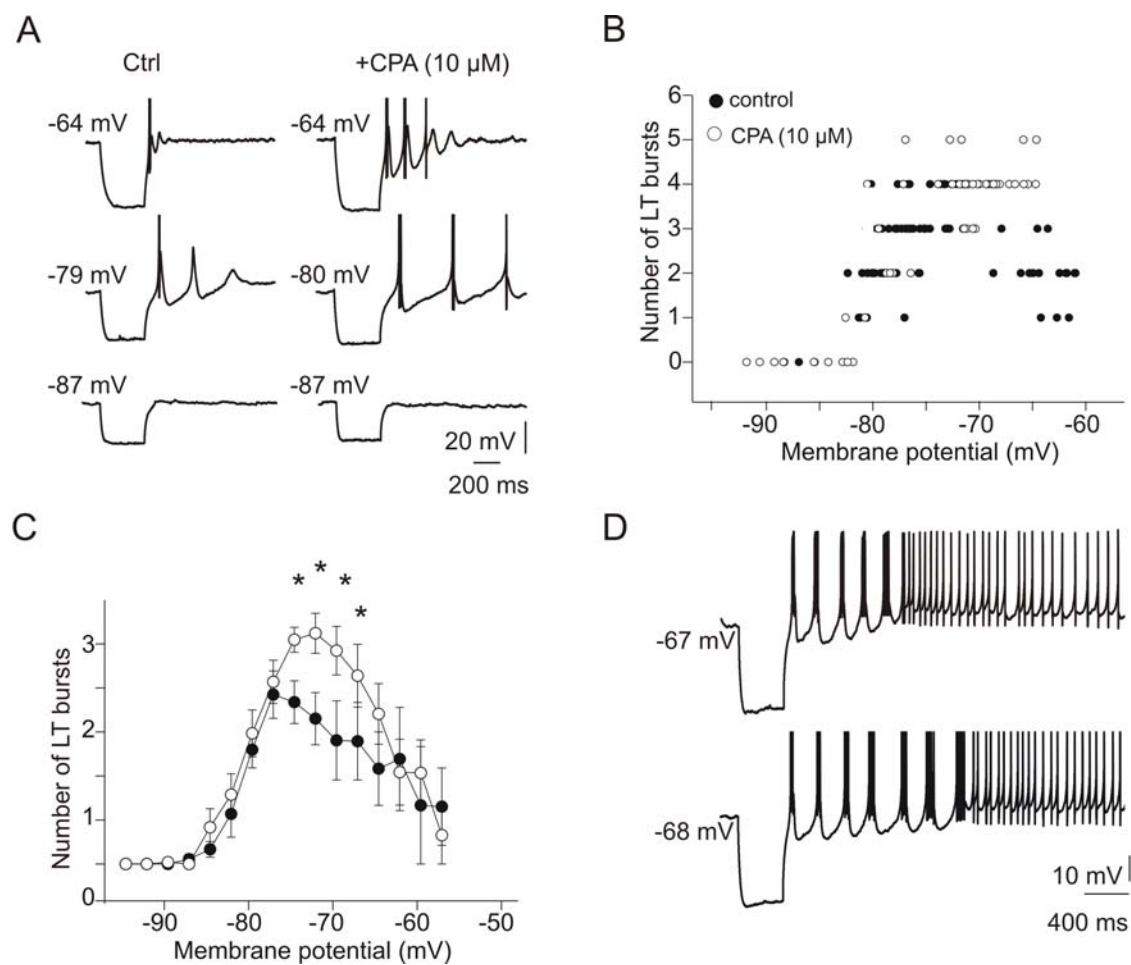 A
Ctrl
+CPA (10 µM)
-64 mV
-64 mV
-79 mV
-80 mV
-87 mV
-87 mV
20 mV
200 ms
B
6
5
4
3
2
1
0
Number of LT bursts
control
CPA (10 µM)
-90
-80
-70
-60
Membrane potential (mV)
C
* * * *
3
2
1
0
Number of LT bursts
-90
-80
-70
-60
-50
Membrane potential (mV)
D
-67 mV
-68 mV
10 mV
400 ms